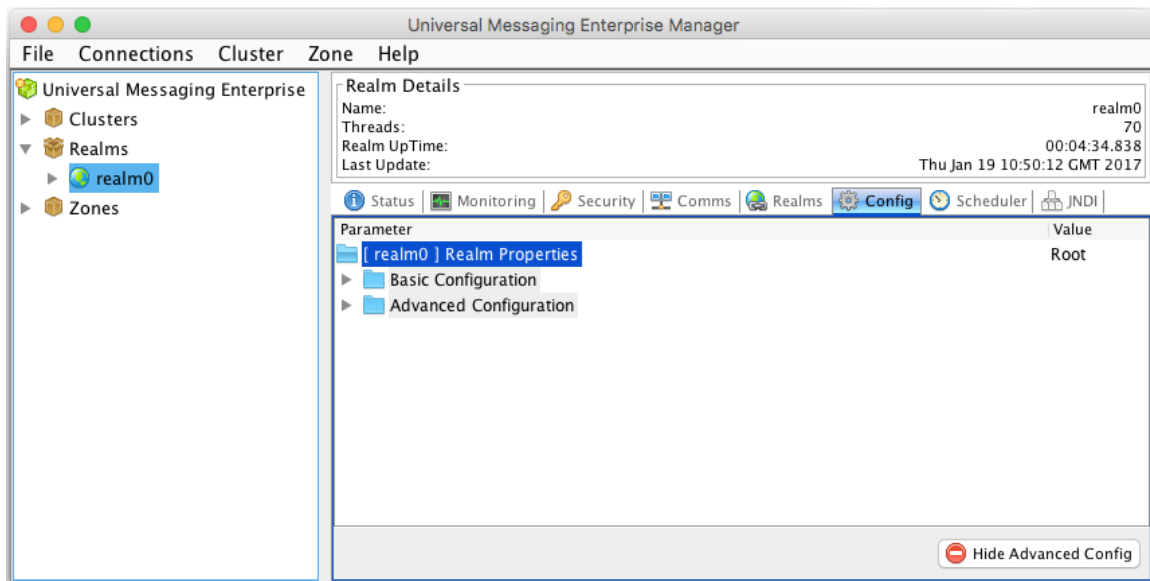 Universal Messaging Enterprise Manager
File Connections Cluster Zone Help
Universal Messaging Enterprise
Clusters
Realms
realm0
Zones
Realm Details
Name: realm0
Threads: 70
Realm UpTime: 00:04:34.838
Last Update: Thu Jan 19 10:50:12 GMT 2017
Status Monitoring Security Comms Realms Config Scheduler JNDI
Parameter Value
[ realm0 ] Realm Properties Root
Basic Configuration
Advanced Configuration
Hide Advanced Config